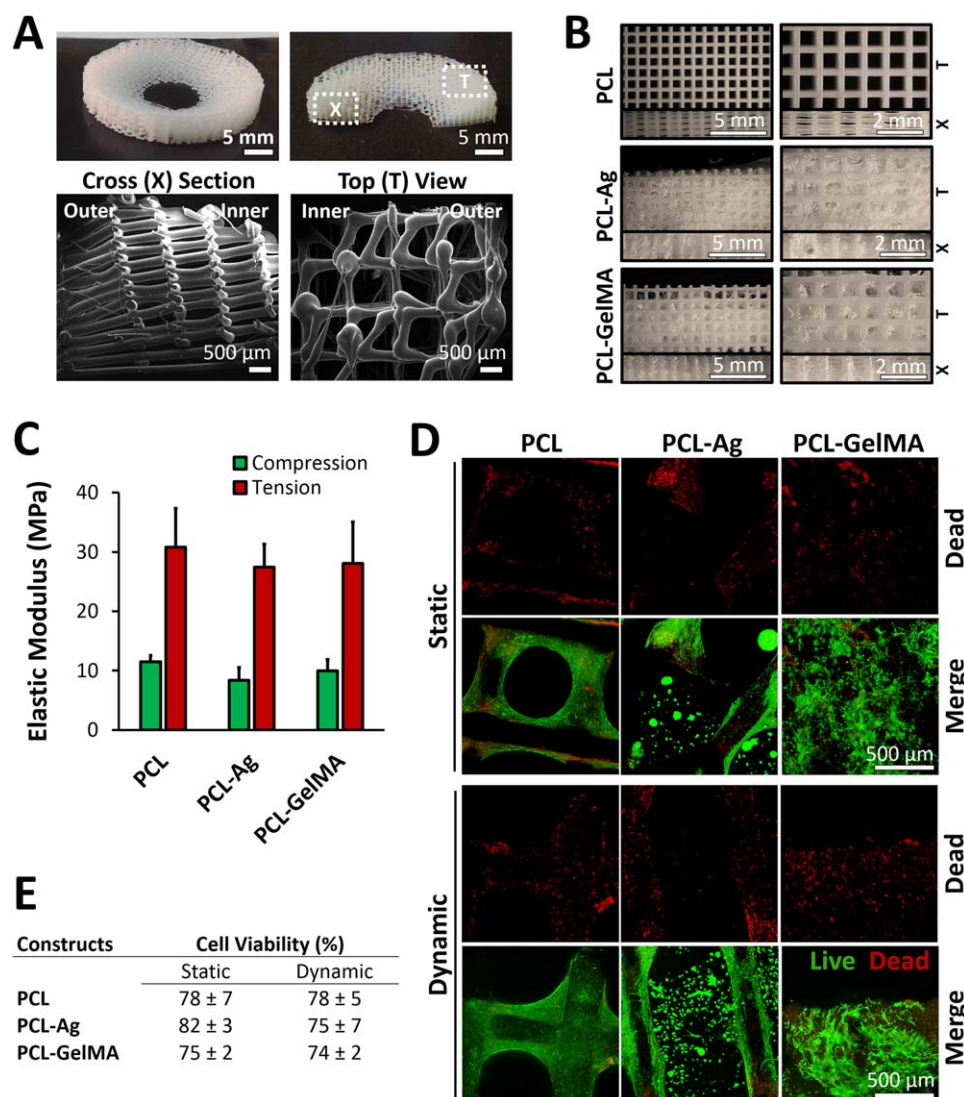 A
5 mm
X
T
5 mm
Cross (X) Section
Outer
Inner
500 µm
Top (T) View
Inner
Outer
500 µm
B
PCL
5 mm
2 mm
T
X
PCL-Ag
5 mm
2 mm
T
X
PCL-GelMA
5 mm
2 mm
T
X
C
Compression
Tension
Elastic Modulus (MPa)
40
30
20
10
0
PCL
PCL-Ag
PCL-GelMA
D
PCL PCL-Ag PCL-GelMA
Static
Dead
Merge
500 µm
Dynamic
Dead
Live Dead
Merge
500 µm
E
Constructs Cell Viability (%)
Static Dynamic
PCL 78 ± 7 78 ± 5
PCL-Ag 82 ± 3 75 ± 7
PCL-GelMA 75 ± 2 74 ± 2